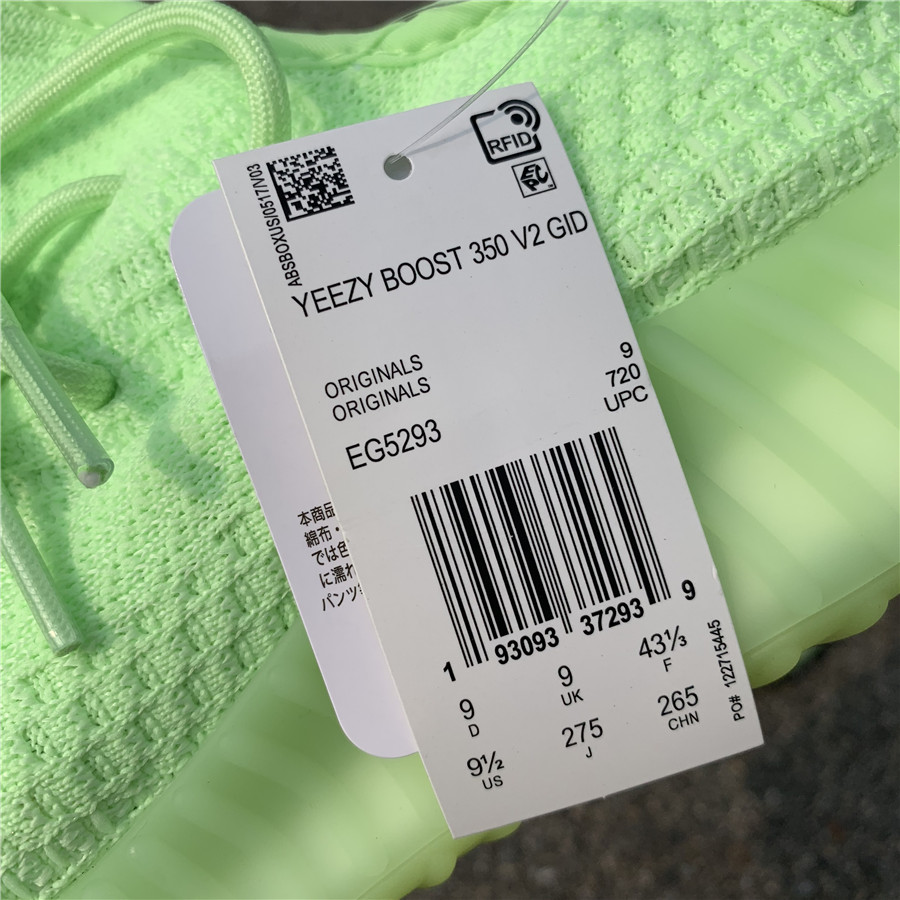 RFID
EPC
ABSBOXUS/0517/V03
YEEZY BOOST 350 V2 GID
ORIGINALS
ORIGINALS
9
720
UPC
EG5293
1 93093 37293 9
9
D
9
UK
43⅓
F
9½
US
275
J
265
CHN
PO# 122715445
本商品
綿布・
では色
に濡れ
パンツ